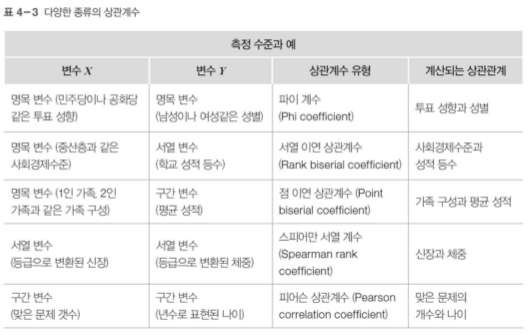 표 4-3 다양한 종류의 상관계수
측정 수준과 예
변수 X
변수 Y
상관계수 유형
계산되는 상관관계
명목 변수 (민주당이나 공화당
같은 투표 성향)
명목 변수
(남성이나 여성같은 성별)
파이 계수
(Phi coefficient)
투표 성향과 성별
명목 변수 (중산층과 같은
사회경제수준)
서열 변수
(학교 성적 등수)
서열 이연 상관계수
(Rank biserial coefficient)
사회경제수준과
성적 등수
명목 변수 (1인 가족, 2인
가족과 같은 가족 구성)
구간 변수
(평균 성적)
점 이연 상관계수 (Point
biserial coefficient)
가족 구성과 평균 성적
서열 변수
(등급으로 변환된 신장)
서열 변수
(등급으로 변환된 체중)
스피어만 서열 계수
(Spearman rank
coefficient)
신장과 체중
구간 변수
(맞은 문제 갯수)
구간 변수
(년수로 표현된 나이)
피어슨 상관계수 (Pearson
correlation coefficient)
맞은 문제의
개수와 나이